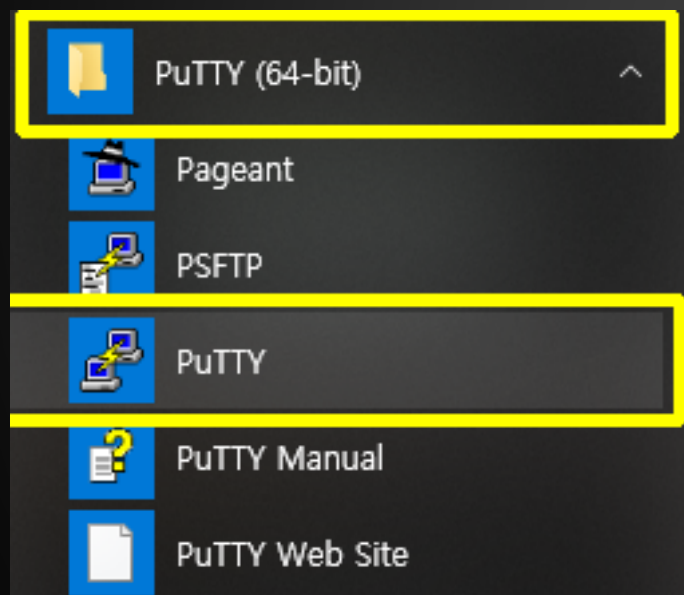 PuTTY (64-bit)
Pageant
PSFTP
PuTTY
PuTTY Manual
PuTTY Web Site